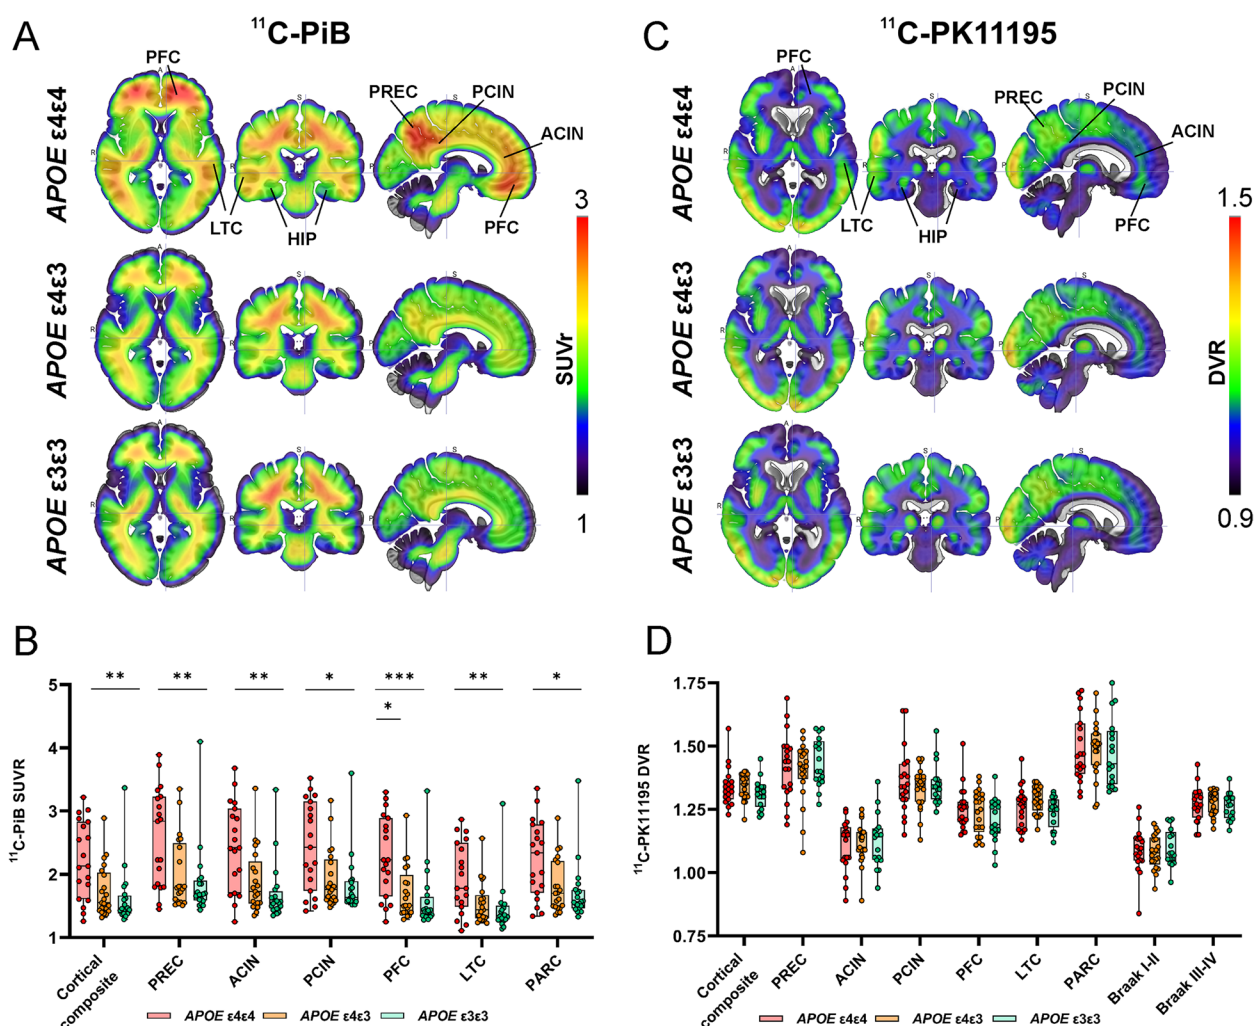 A
¹¹C-PiB
APOE ε4ε4
PFC
PREC
PCIN
ACIN
PFC
LTC
HIP
A
S
R
R
P
APOE ε4ε3
A
S
R
R
P
APOE ε3ε3
A
S
R
R
P
3
SUVr
1
C
¹¹C-PK11195
APOE ε4ε4
PFC
PREC
PCIN
ACIN
PFC
LTC
HIP
A
S
R
R
P
APOE ε4ε3
A
S
R
R
P
APOE ε3ε3
A
S
R
R
P
1.5
DVR
0.9
B
¹¹C-PiB SUVR
5
4
3
2
1
** ** ** * *** ** *
*
Cortical composite
PREC
ACIN
PCIN
PFC
LTC
PARC
APOE ε4ε4 APOE ε4ε3 APOE ε3ε3
D
¹¹C-PK11195 DVR
1.75
1.50
1.25
1.00
0.75
Cortical composite
PREC
ACIN
PCIN
PFC
LTC
PARC
Braak I-II
Braak III-IV
APOE ε4ε4 APOE ε4ε3 APOE ε3ε3